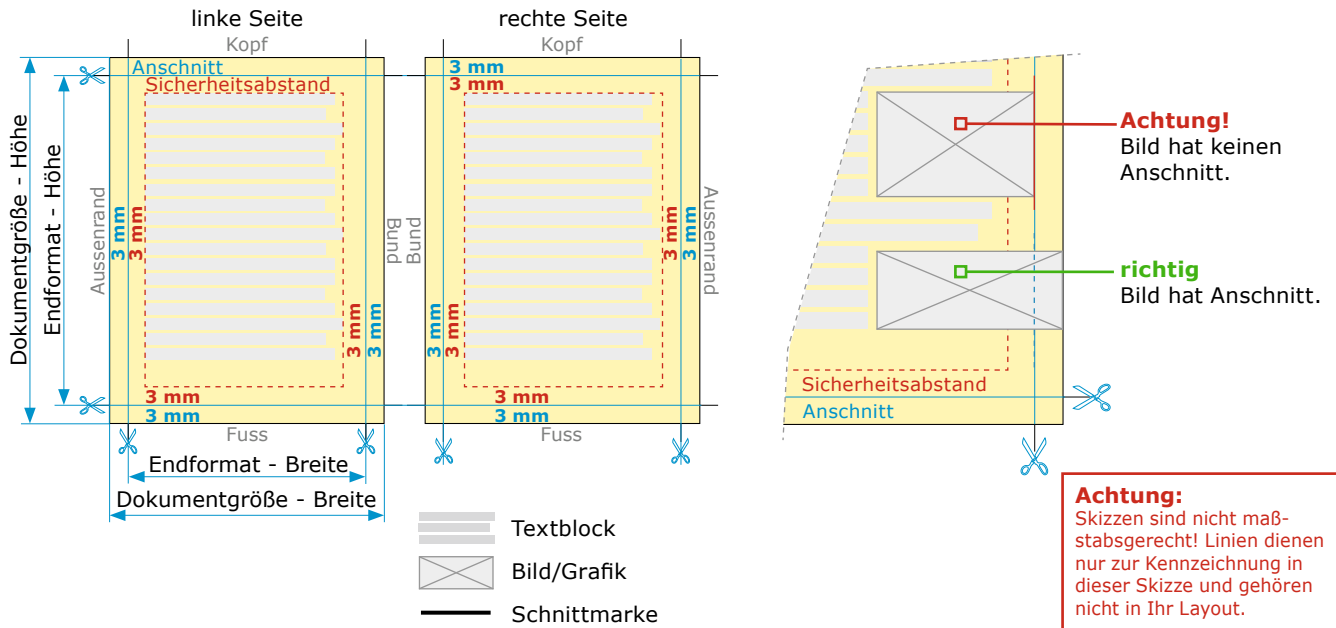 linke Seite
Kopf
Anschnitt
Sicherheitsabstand
Dokumentgröße - Höhe
Endformat - Höhe
Aussenrand
3 mm
3 mm
3 mm
3 mm
Bund
3 mm
3 mm
Fuss
Endformat - Breite
Dokumentgröße - Breite
rechte Seite
Kopf
3 mm
3 mm
Bund
3 mm
3 mm
Aussenrand
3 mm
3 mm
3 mm
3 mm
Fuss
Textblock
Bild/Grafik
Schnittmarke
Achtung!
Bild hat keinen
Anschnitt.
richtig
Bild hat Anschnitt.
Sicherheitsabstand
Anschnitt
Achtung:
Skizzen sind nicht maß-
stabsgerecht! Linien dienen
nur zur Kennzeichnung in
dieser Skizze und gehören
nicht in Ihr Layout.